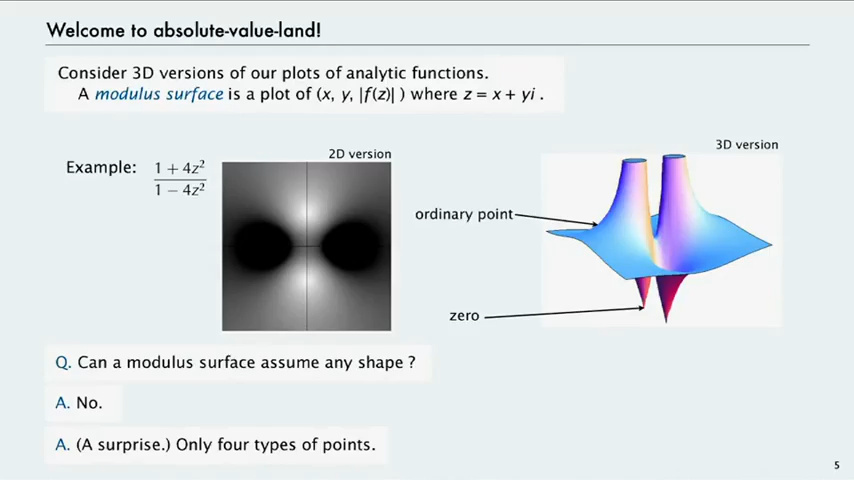 Welcome to absolute-value-land!
Consider 3D versions of our plots of analytic functions.
A modulus surface is a plot of (x, y, |f(z)| ) where z = x + yi .
Example:
1 + 4z²
1 − 4z²
2D version
3D version
ordinary point
zero
Q. Can a modulus surface assume any shape ?
A. No.
A. (A surprise.) Only four types of points.
5